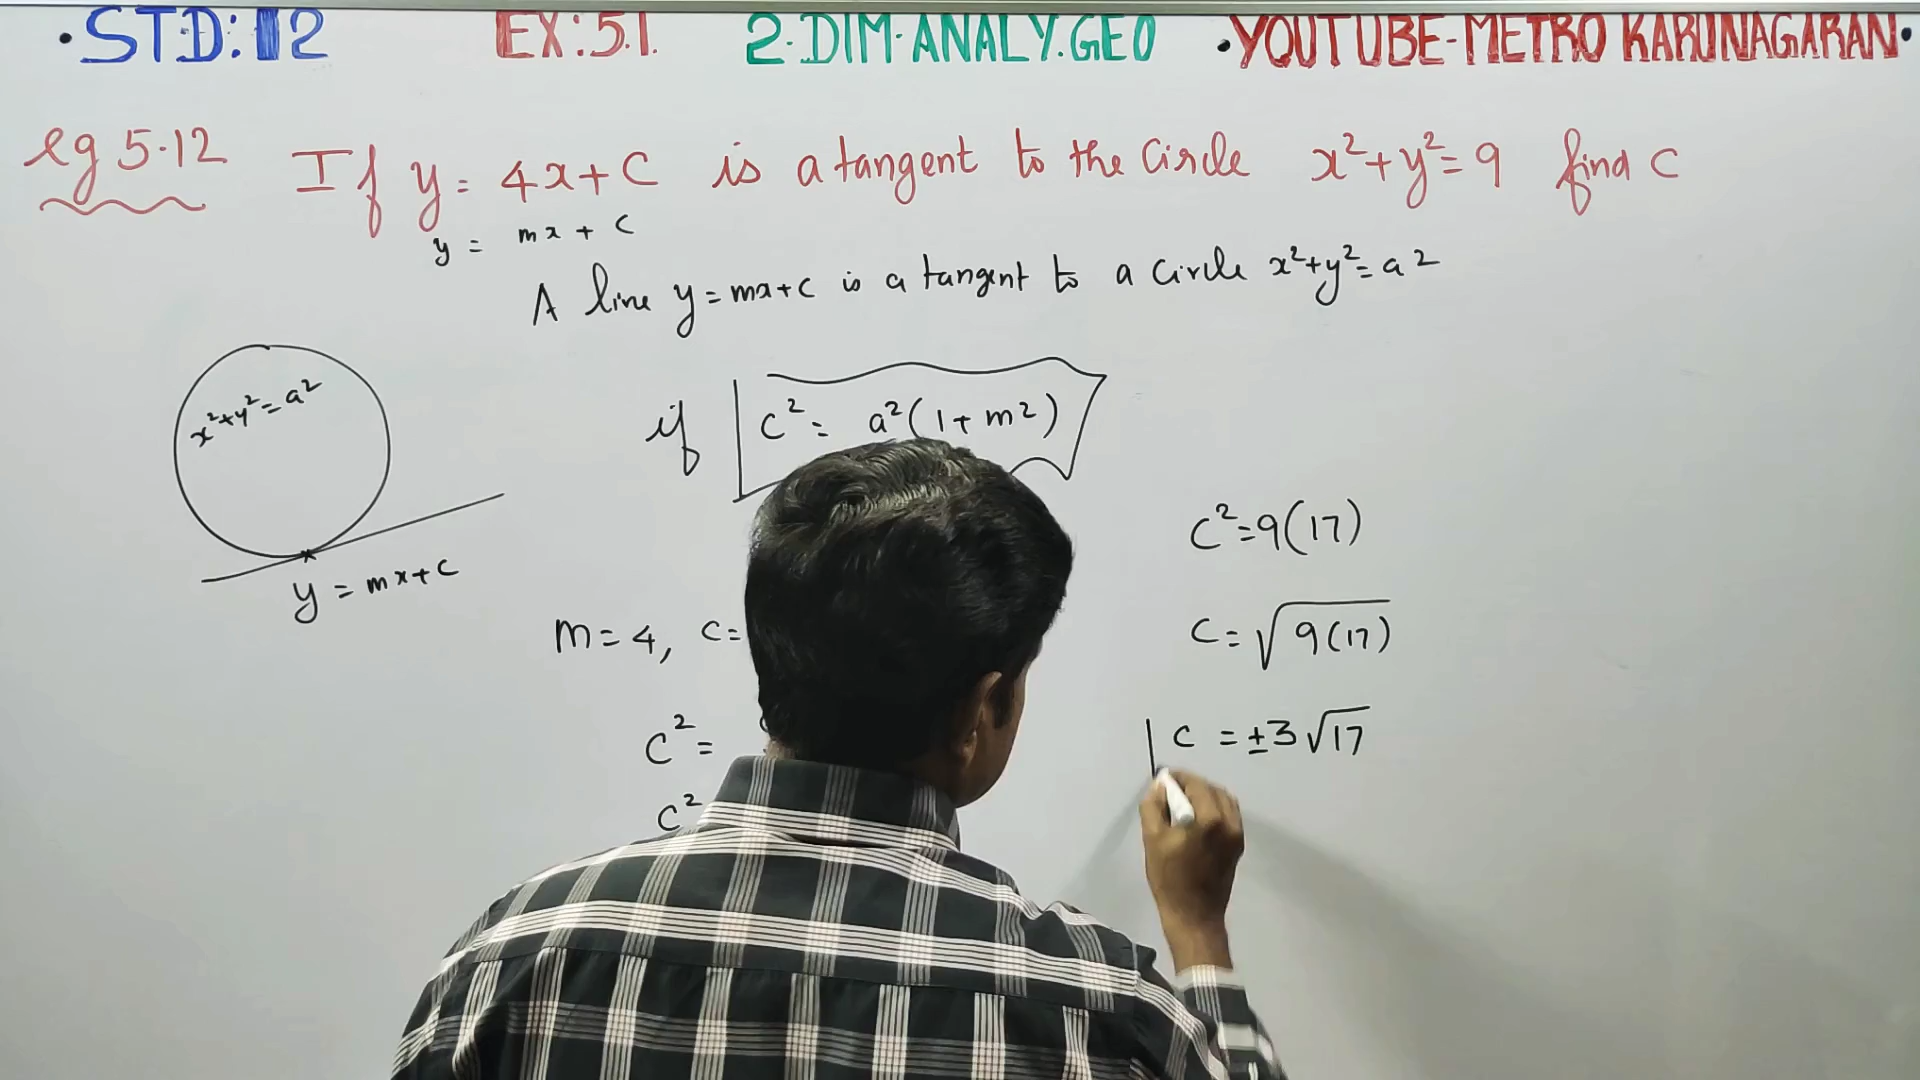 • STD: 12 EX: 5.1. 2. DIM. ANALY. GEO • YOUTUBE-METRO KARUNAGARAN •
eg 5.12 If y = 4x + C is a tangent to the Circle x² + y² = 9 find C
y = mx + C
A line y = mx + c is a tangent to a circle x² + y² = a²
x² + y² = a²
if c² = a² (1 + m²)
y = mx + c
m = 4, c =
c² =
c²
c² = 9(17)
c = √9(17)
c = ±3√17